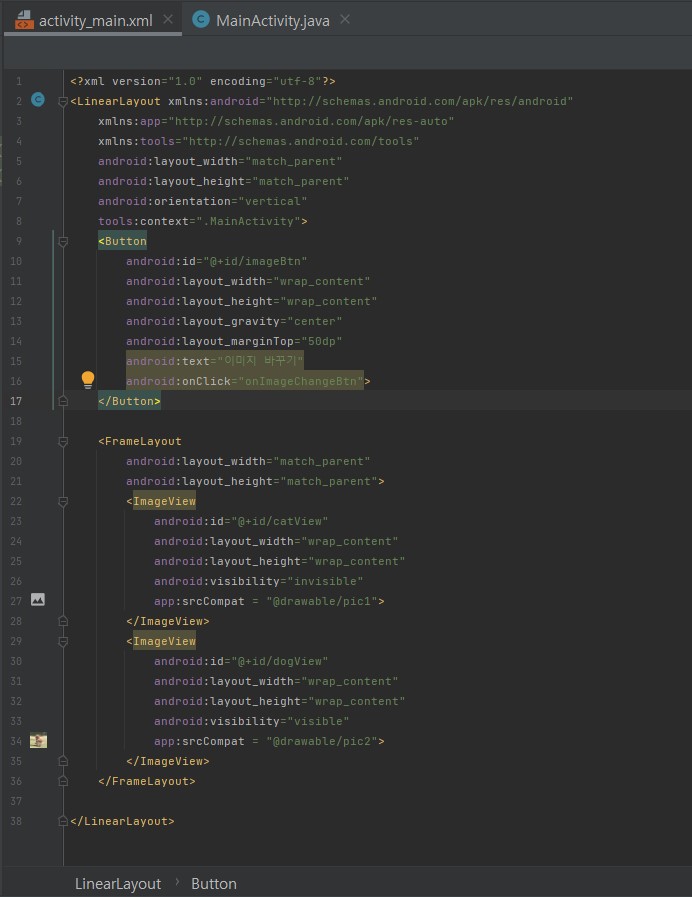 activity_main.xml
MainActivity.java
1 <?xml version="1.0" encoding="utf-8"?>
2 <LinearLayout xmlns:android="http://schemas.android.com/apk/res/android"
3 xmlns:app="http://schemas.android.com/apk/res-auto"
4 xmlns:tools="http://schemas.android.com/tools"
5 android:layout_width="match_parent"
6 android:layout_height="match_parent"
7 android:orientation="vertical"
8 tools:context=".MainActivity">
9 <Button
10 android:id="@+id/imageBtn"
11 android:layout_width="wrap_content"
12 android:layout_height="wrap_content"
13 android:layout_gravity="center"
14 android:layout_marginTop="50dp"
15 android:text="이미지 바꾸기"
16 android:onClick="onImageChangeBtn">
17 </Button>
18
19 <FrameLayout
20 android:layout_width="match_parent"
21 android:layout_height="match_parent">
22 <ImageView
23 android:id="@+id/catView"
24 android:layout_width="wrap_content"
25 android:layout_height="wrap_content"
26 android:visibility="invisible"
27 app:srcCompat = "@drawable/pic1">
28 </ImageView>
29 <ImageView
30 android:id="@+id/dogView"
31 android:layout_width="wrap_content"
32 android:layout_height="wrap_content"
33 android:visibility="visible"
34 app:srcCompat = "@drawable/pic2">
35 </ImageView>
36 </FrameLayout>
37
38 </LinearLayout>
LinearLayout › Button